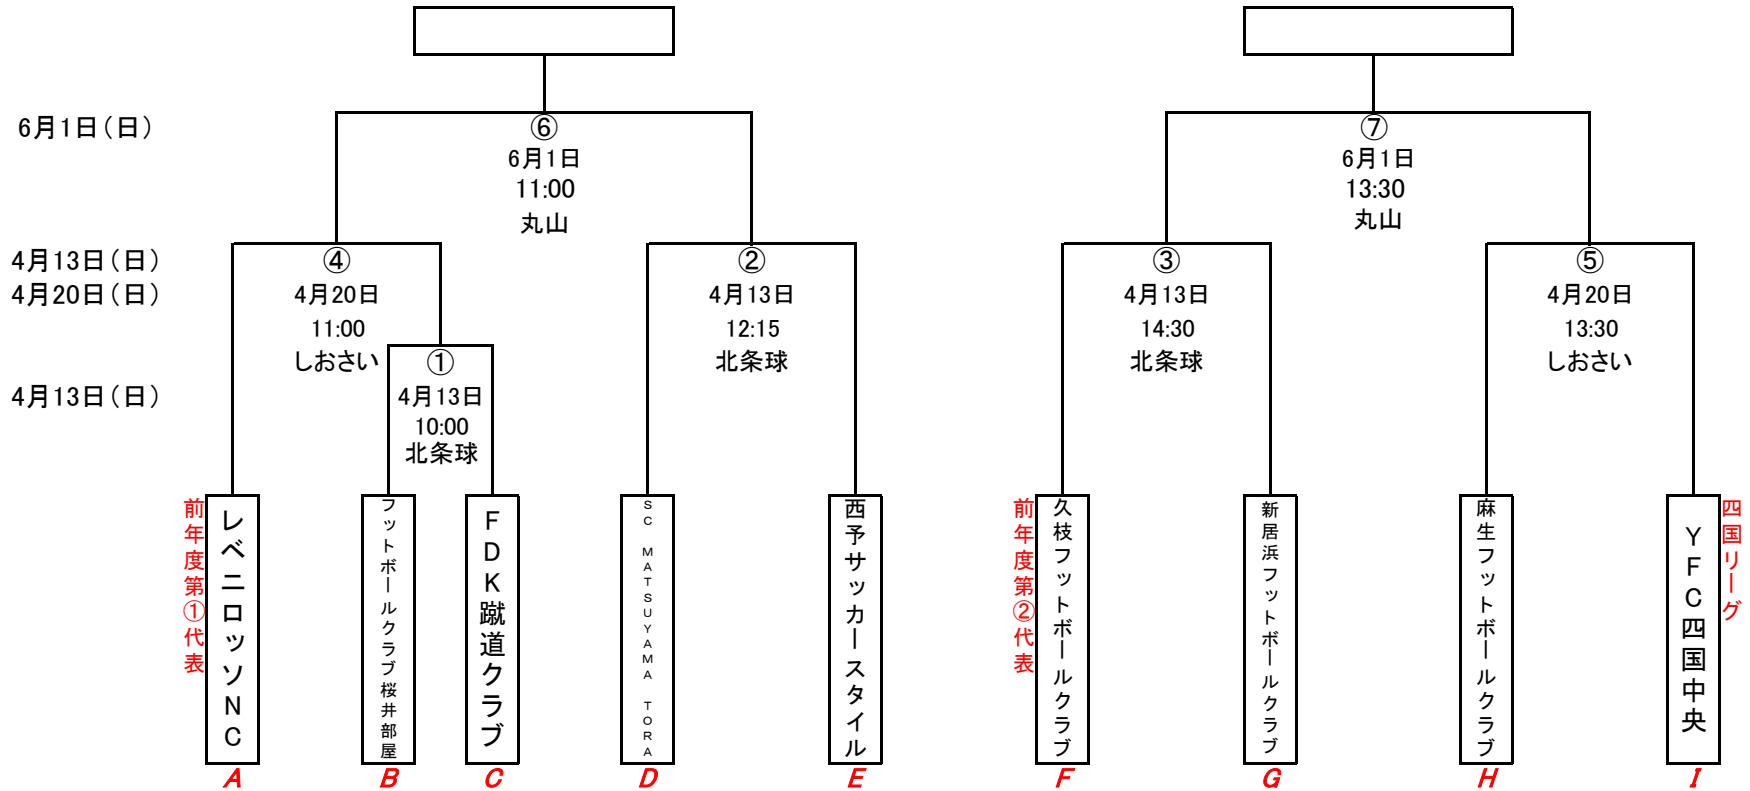 6月1日(日)
⑥
6月1日
11:00
丸山
⑦
6月1日
13:30
丸山
4月13日(日)
4月20日(日)
④
4月20日
11:00
しおさい
②
4月13日
12:15
北条球
③
4月13日
14:30
北条球
⑤
4月20日
13:30
しおさい
4月13日(日)
①
4月13日
10:00
北条球
前年度第①代表
レベニロッソNC
フットボールクラブ桜井部屋
FDK蹴道クラブ
SC MATSUYAMA TORA
西予サッカースタイル
前年度第②代表
久枝フットボールクラブ
新居浜フットボールクラブ
麻生フットボールクラブ
YFC四国中央
四国リーグ
A
B
C
D
E
F
G
H
I